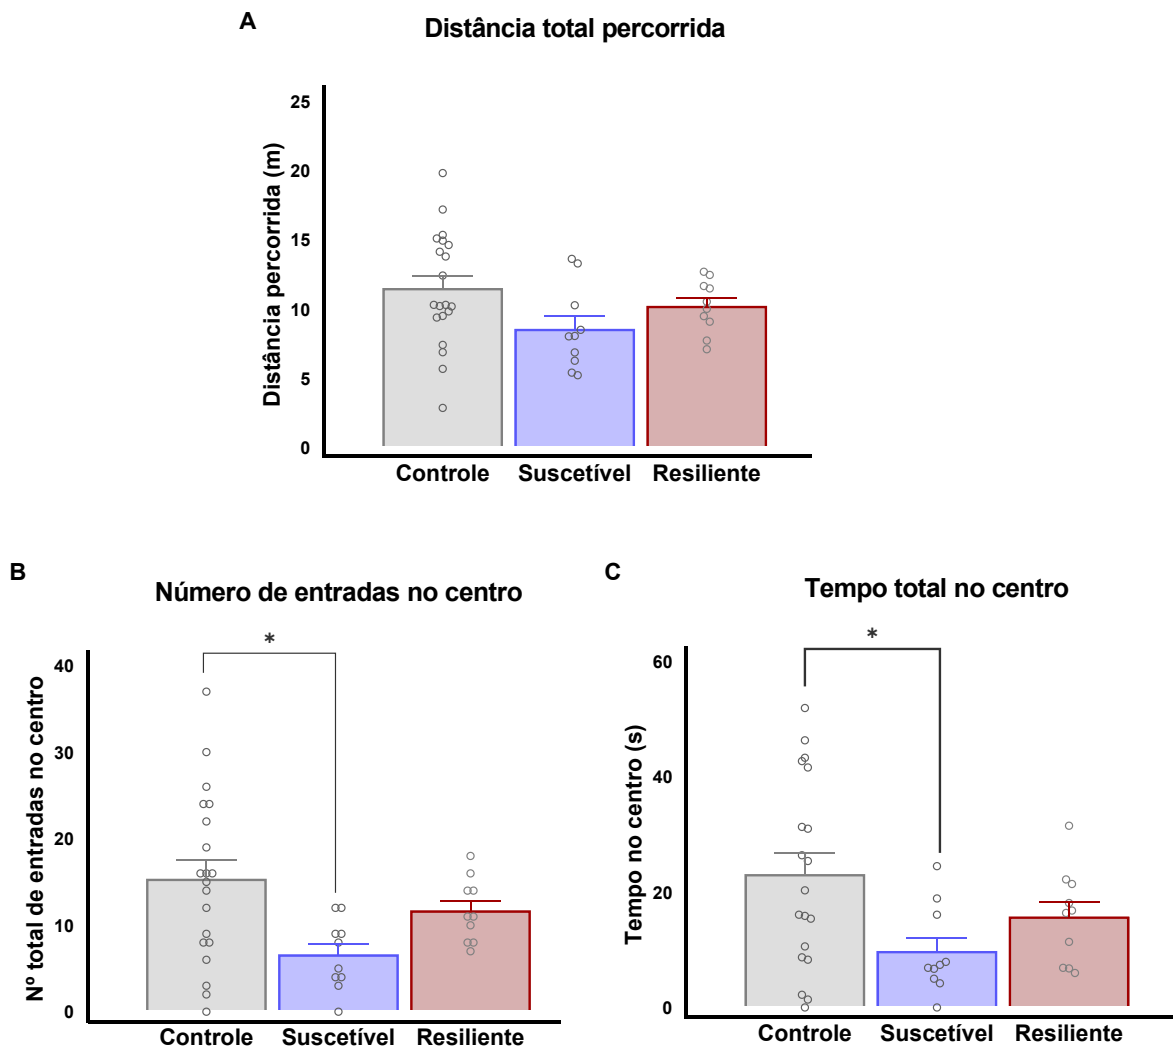 A
Distância total percorrida
Distância percorrida (m)
25
20
15
10
5
0
Controle Suscetível Resiliente
B
Número de entradas no centro
Nº total de entradas no centro
40
30
20
10
0
*
Controle Suscetível Resiliente
C
Tempo total no centro
Tempo no centro (s)
60
40
20
0
*
Controle Suscetível Resiliente